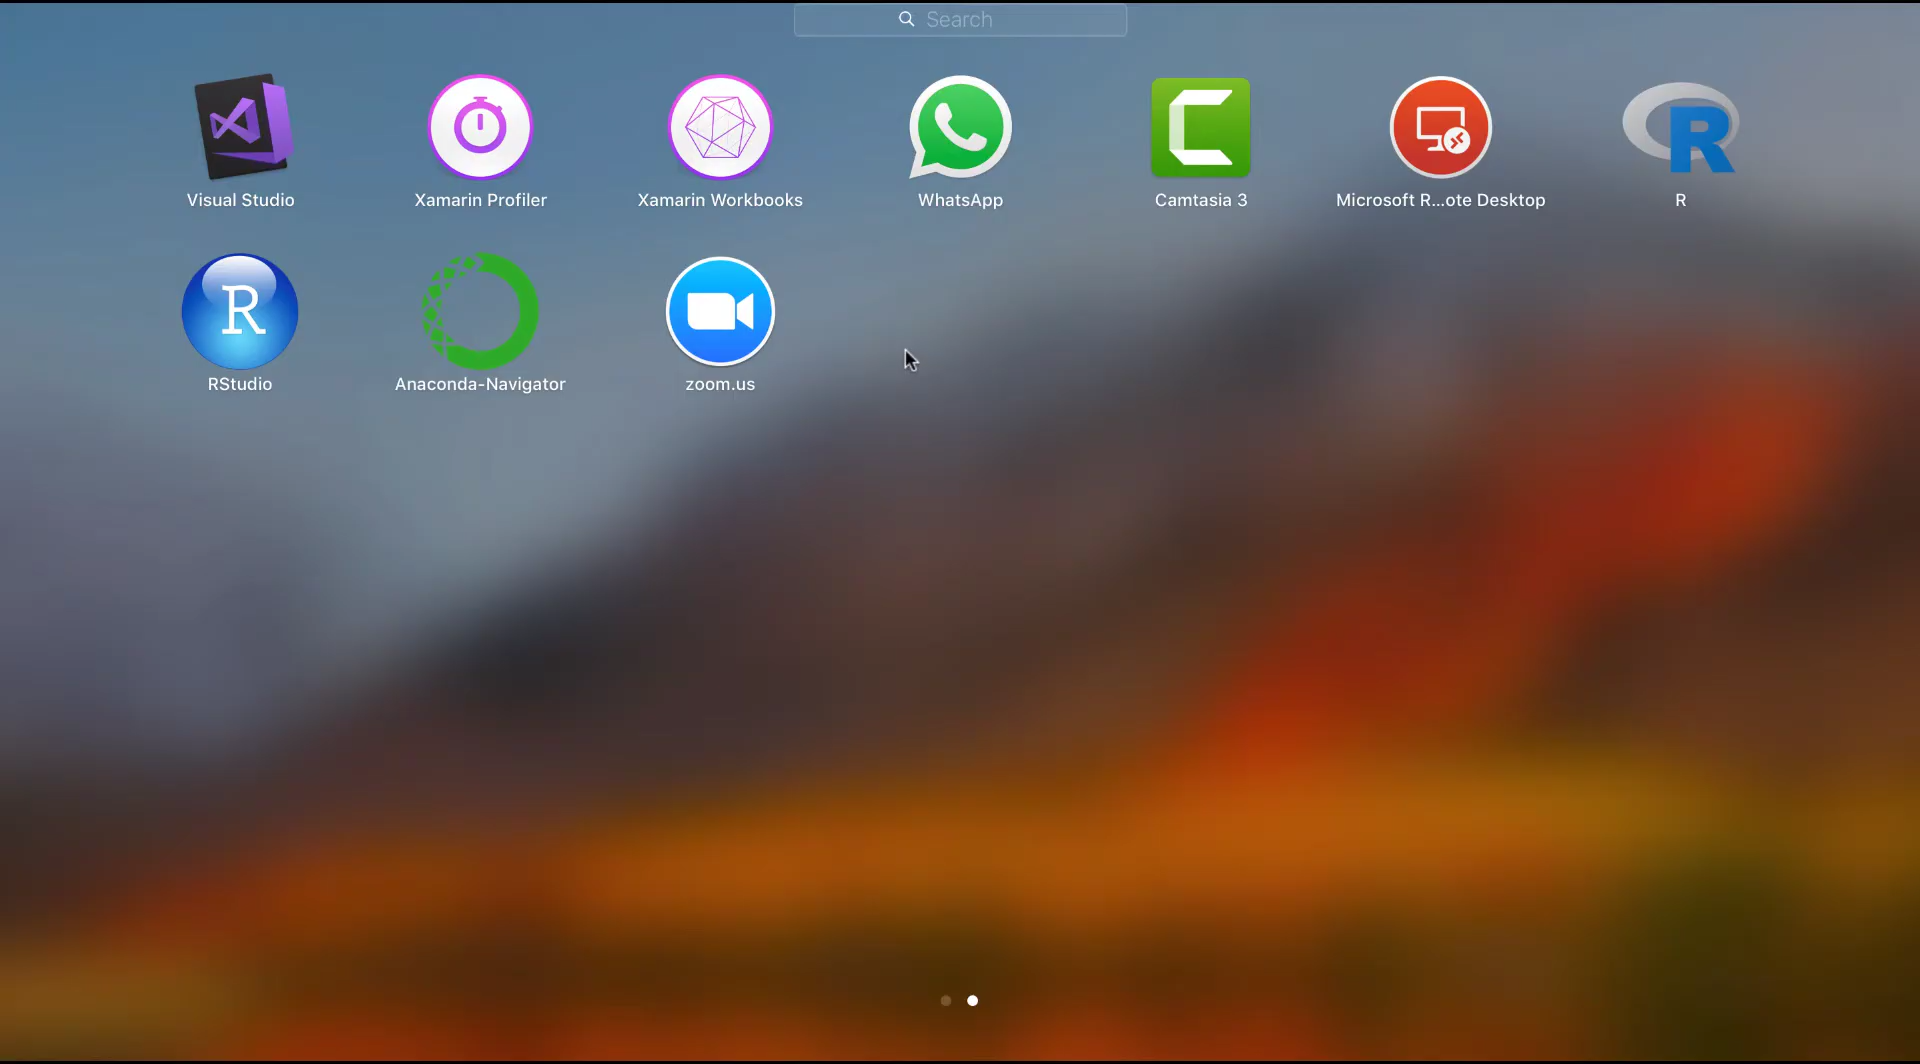 Search
Visual Studio
Xamarin Profiler
Xamarin Workbooks
WhatsApp
Camtasia 3
Microsoft R...ote Desktop
R
R
R
RStudio
Anaconda-Navigator
zoom.us